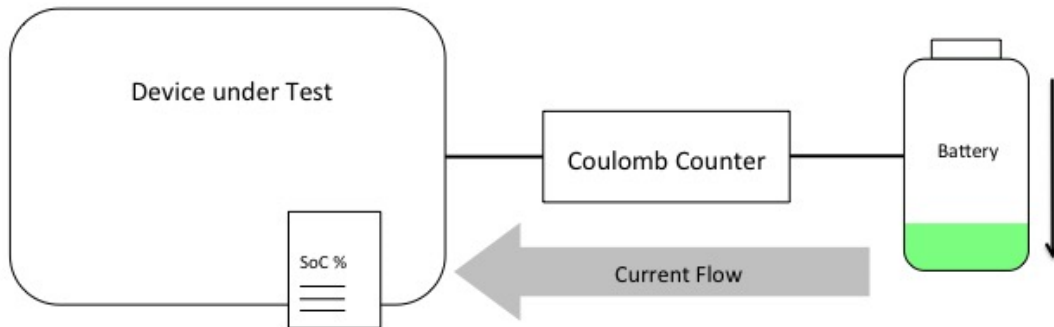 Device under Test
Coulomb Counter
Battery
SoC %
Current Flow